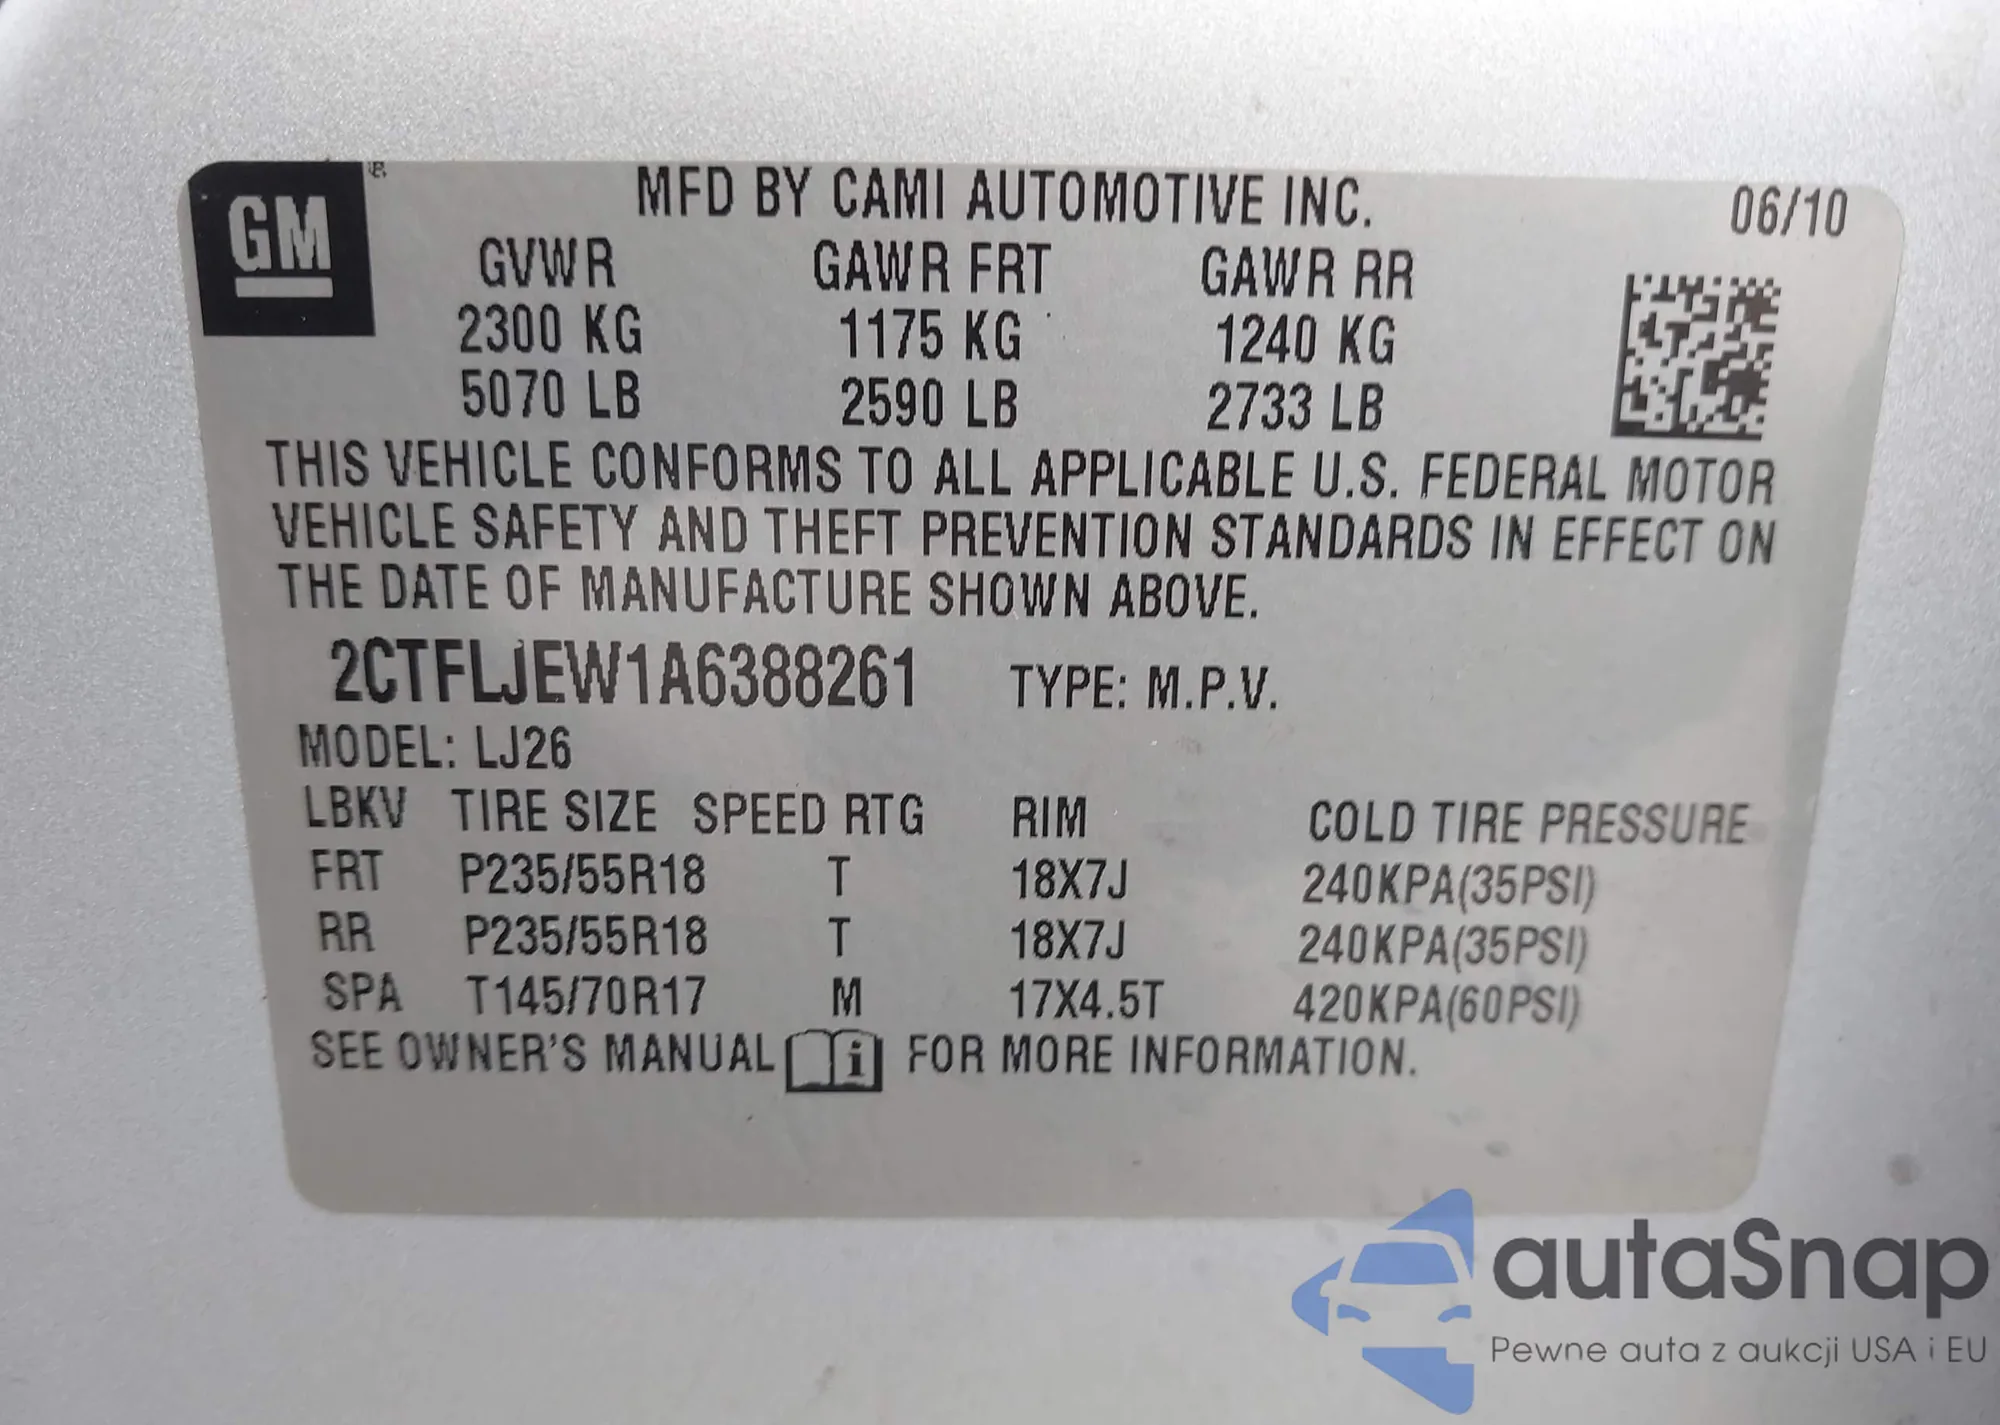 GM
MFD BY CAMI AUTOMOTIVE INC. 06/10
GVWR GAWR FRT GAWR RR
2300 KG 1175 KG 1240 KG
5070 LB 2590 LB 2733 LB
THIS VEHICLE CONFORMS TO ALL APPLICABLE U.S. FEDERAL MOTOR
VEHICLE SAFETY AND THEFT PREVENTION STANDARDS IN EFFECT ON
THE DATE OF MANUFACTURE SHOWN ABOVE.
2CTFLJEW1A6388261 TYPE: M.P.V.
MODEL: LJ26
LBKV TIRE SIZE SPEED RTG RIM COLD TIRE PRESSURE
FRT P235/55R18 T 18X7J 240KPA(35PSI)
RR P235/55R18 T 18X7J 240KPA(35PSI)
SPA T145/70R17 M 17X4.5T 420KPA(60PSI)
SEE OWNER'S MANUAL i FOR MORE INFORMATION.
autaSnap
Pewne auta z aukcji USA i EU